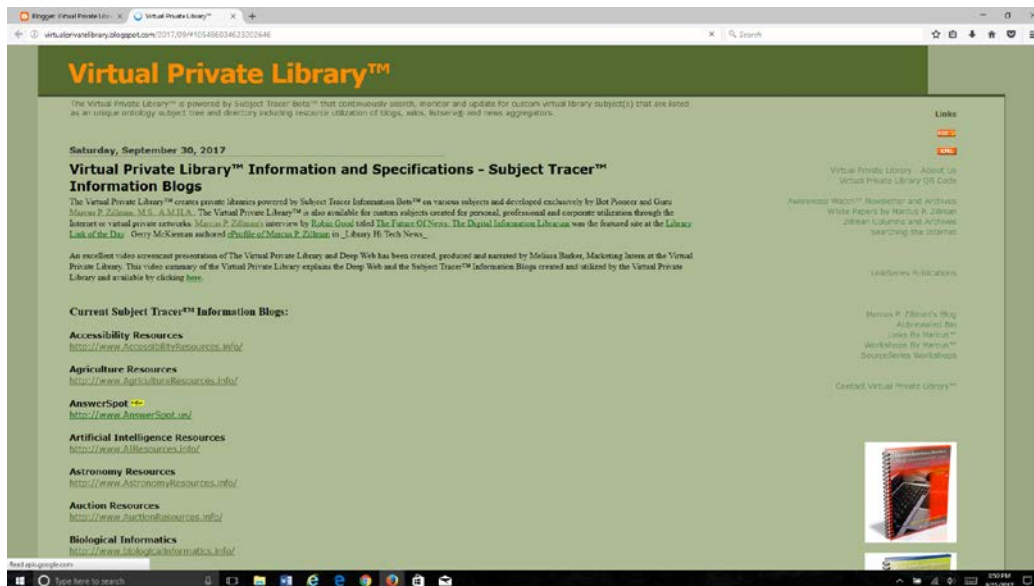 Blogger: Virtual Private Libr
Virtual Private Library™
virtualprivatelibrary.blogspot.com/2017/09/#105486034623202646
Search
Virtual Private Library™
The Virtual Private Library™ is powered by Subject Tracer Bots™ that continuously search, monitor and update for custom virtual library subject(s) that are listed
as an unique ontology subject tree and directory including resource utilization of blogs, wikis, listserv® and news aggregators.
Saturday, September 30, 2017
Virtual Private Library™ Information and Specifications - Subject Tracer™
Information Blogs
The Virtual Private Library™ creates private libraries powered by Subject Tracer Information Bots™ on various subjects and developed exclusively by Bot Pioneer and Guru
Marcus P. Zillman, M.S., A.M.H.A.. The Virtual Private Library™ is also available for custom subjects created for personal, professional and corporate utilization through the
Internet or virtual private networks. Marcus P. Zillman's interview by Robin Good titled The Future Of News: The Digital Information Librarian was the featured site at the Library
Link of the Day. Gerry McKiernan authored eProfile of Marcus P. Zillman in _Library Hi Tech News_
An excellent video screencast presentation of The Virtual Private Library and Deep Web has been created, produced and narrated by Melissa Barker, Marketing Intern at the Virtual
Private Library. This video summary of the Virtual Private Library explains the Deep Web and the Subject Tracer™ Information Blogs created and utilized by the Virtual Private
Library and available by clicking here.
Current Subject Tracer™ Information Blogs:
Accessibility Resources
http://www.AccessibilityResources.info/
Agriculture Resources
http://www.AgricultureResources.info/
AnswerSpot
http://www.AnswerSpot.us/
Artificial Intelligence Resources
http://www.AIResources.info/
Astronomy Resources
http://www.AstronomyResources.info/
Auction Resources
http://www.AuctionResources.info/
Biological Informatics
http://www.BiologicalInformatics.info/
Links
Virtual Private Library - About Us
Virtual Private Library QR Code
Awareness Watch™ Newsletter and Archives
White Papers by Marcus P. Zillman
Zillman Columns and Archives
Searching the Internet
LinkSeries Publications
Marcus P. Zillman's Blog
Links By Marcus™
Workshops By Marcus™
SourceSeries Workshops
Contact Virtual Private Library™
Read apis.google.com
Type here to search